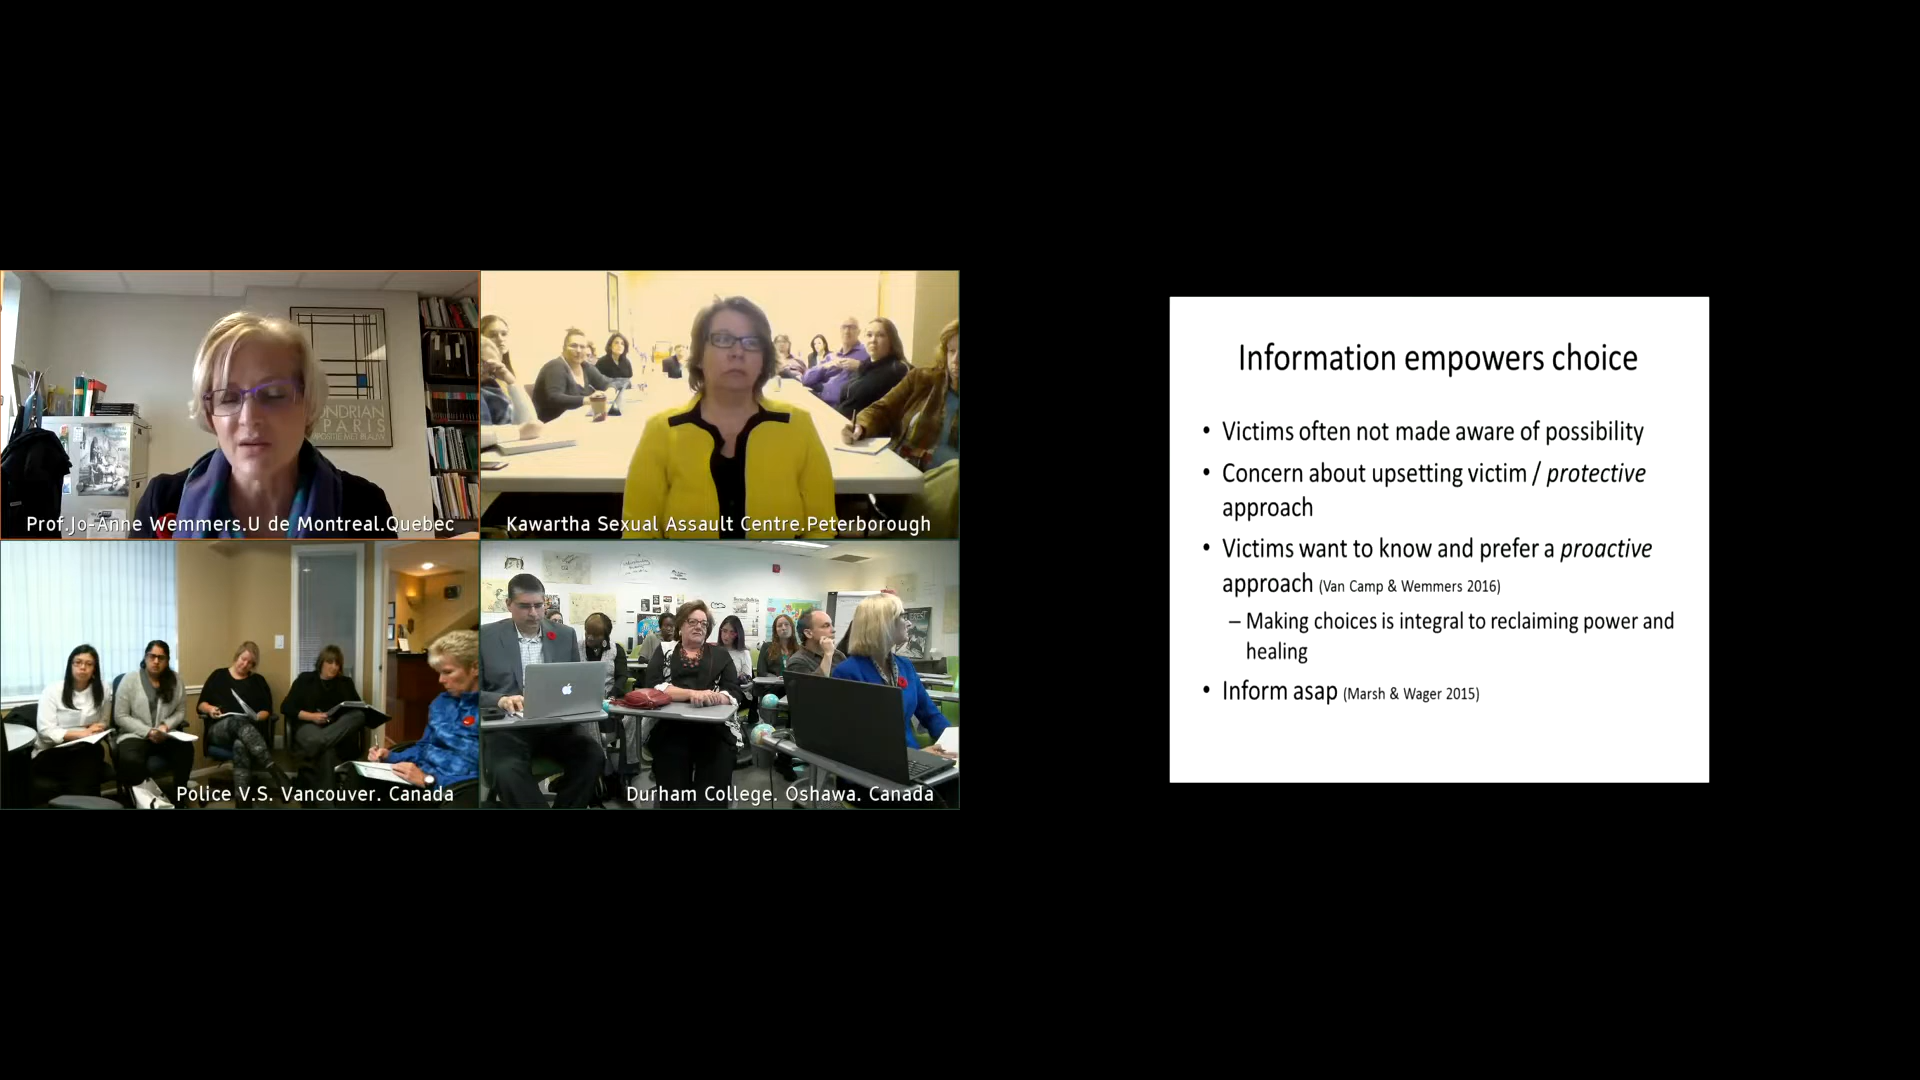 NDRIAN
PARIS
Prof.Jo-Anne Wemmers.U de Montreal.Quebec
Kawartha Sexual Assault Centre.Peterborough
Police V.S. Vancouver. Canada
Durham College. Oshawa. Canada
Information empowers choice
• Victims often not made aware of possibility
• Concern about upsetting victim / protective
approach
• Victims want to know and prefer a proactive
approach (Van Camp & Wemmers 2016)
– Making choices is integral to reclaiming power and
healing
• Inform asap (Marsh & Wager 2015)